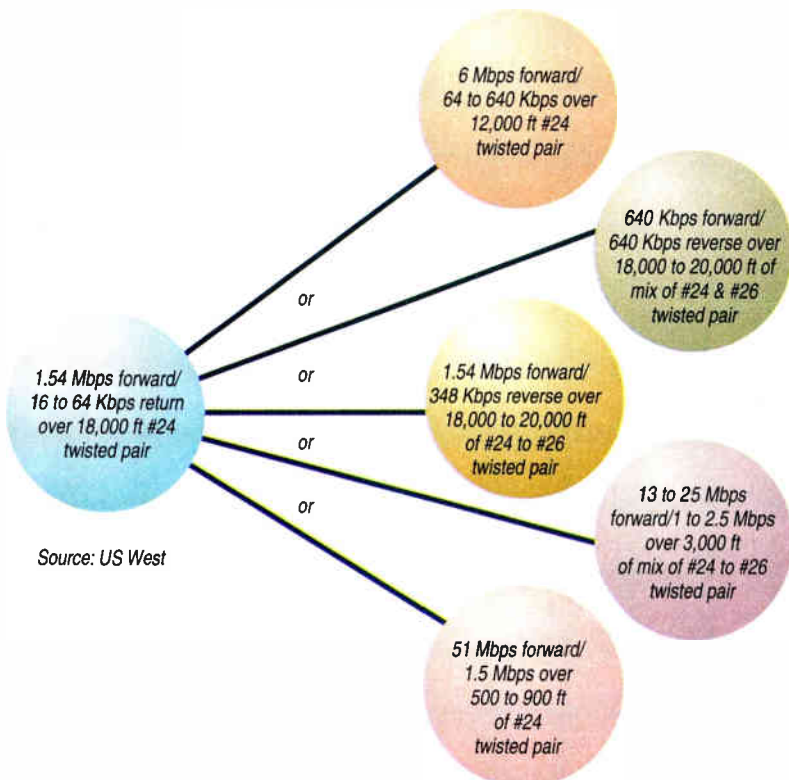 6 Mbps forward/
64 to 640 Kbps over
12,000 ft #24
twisted pair
640 Kbps forward/
640 Kbps reverse over
18,000 to 20,000 ft of
mix of #24 & #26
twisted pair
or
1.54 Mbps forward/
16 to 64 Kbps return
over 18,000 ft #24
twisted pair
or
1.54 Mbps forward/
348 Kbps reverse over
18,000 to 20,000 ft
of #24 to #26
twisted pair
or
or
13 to 25 Mbps
forward/1 to 2.5 Mbps
over 3,000 ft
of mix of #24 to #26
twisted pair
Source: US West
51 Mbps forward/
1.5 Mbps over
500 to 900 ft
of #24
twisted pair